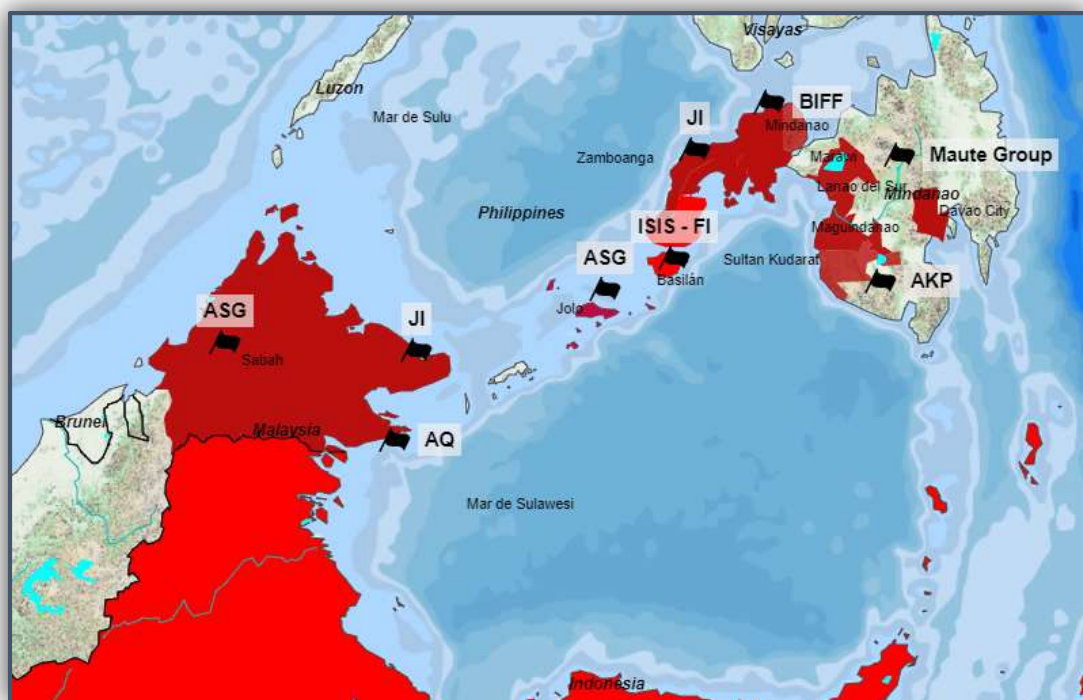 Visayas
Luzon
Mar de Sulu
BIFF
JI
Mindanao
Zamboanga
Marawi
Maute Group
Lanao del Sur
Mindanao
Philippines
Davao City
ISIS - FI
Maguindanao
ASG
Sultan Kudarat
Basilán
AKP
Jolo
ASG
JI
Sabah
Brunei
Malaysia
AQ
Mar de Sulawesi
Indonesia